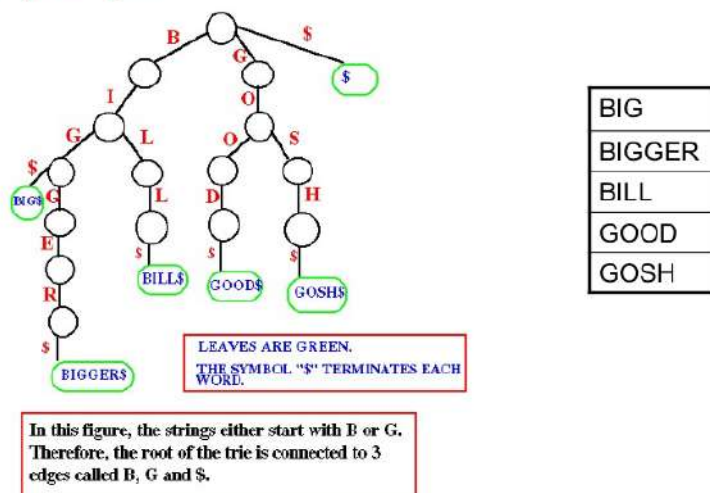 B
$
G
$
I
O
G
L
O
S
$
BIG$
G
L
D
H
E
$
BILL$
$
GOOD$
$
GOSH$
R
$
BIGGER$
LEAVES ARE GREEN.
THE SYMBOL "$" TERMINATES EACH
WORD.
In this figure, the strings either start with B or G.
Therefore, the root of the trie is connected to 3
edges called B, G and $.
BIG
BIGGER
BILL
GOOD
GOSH